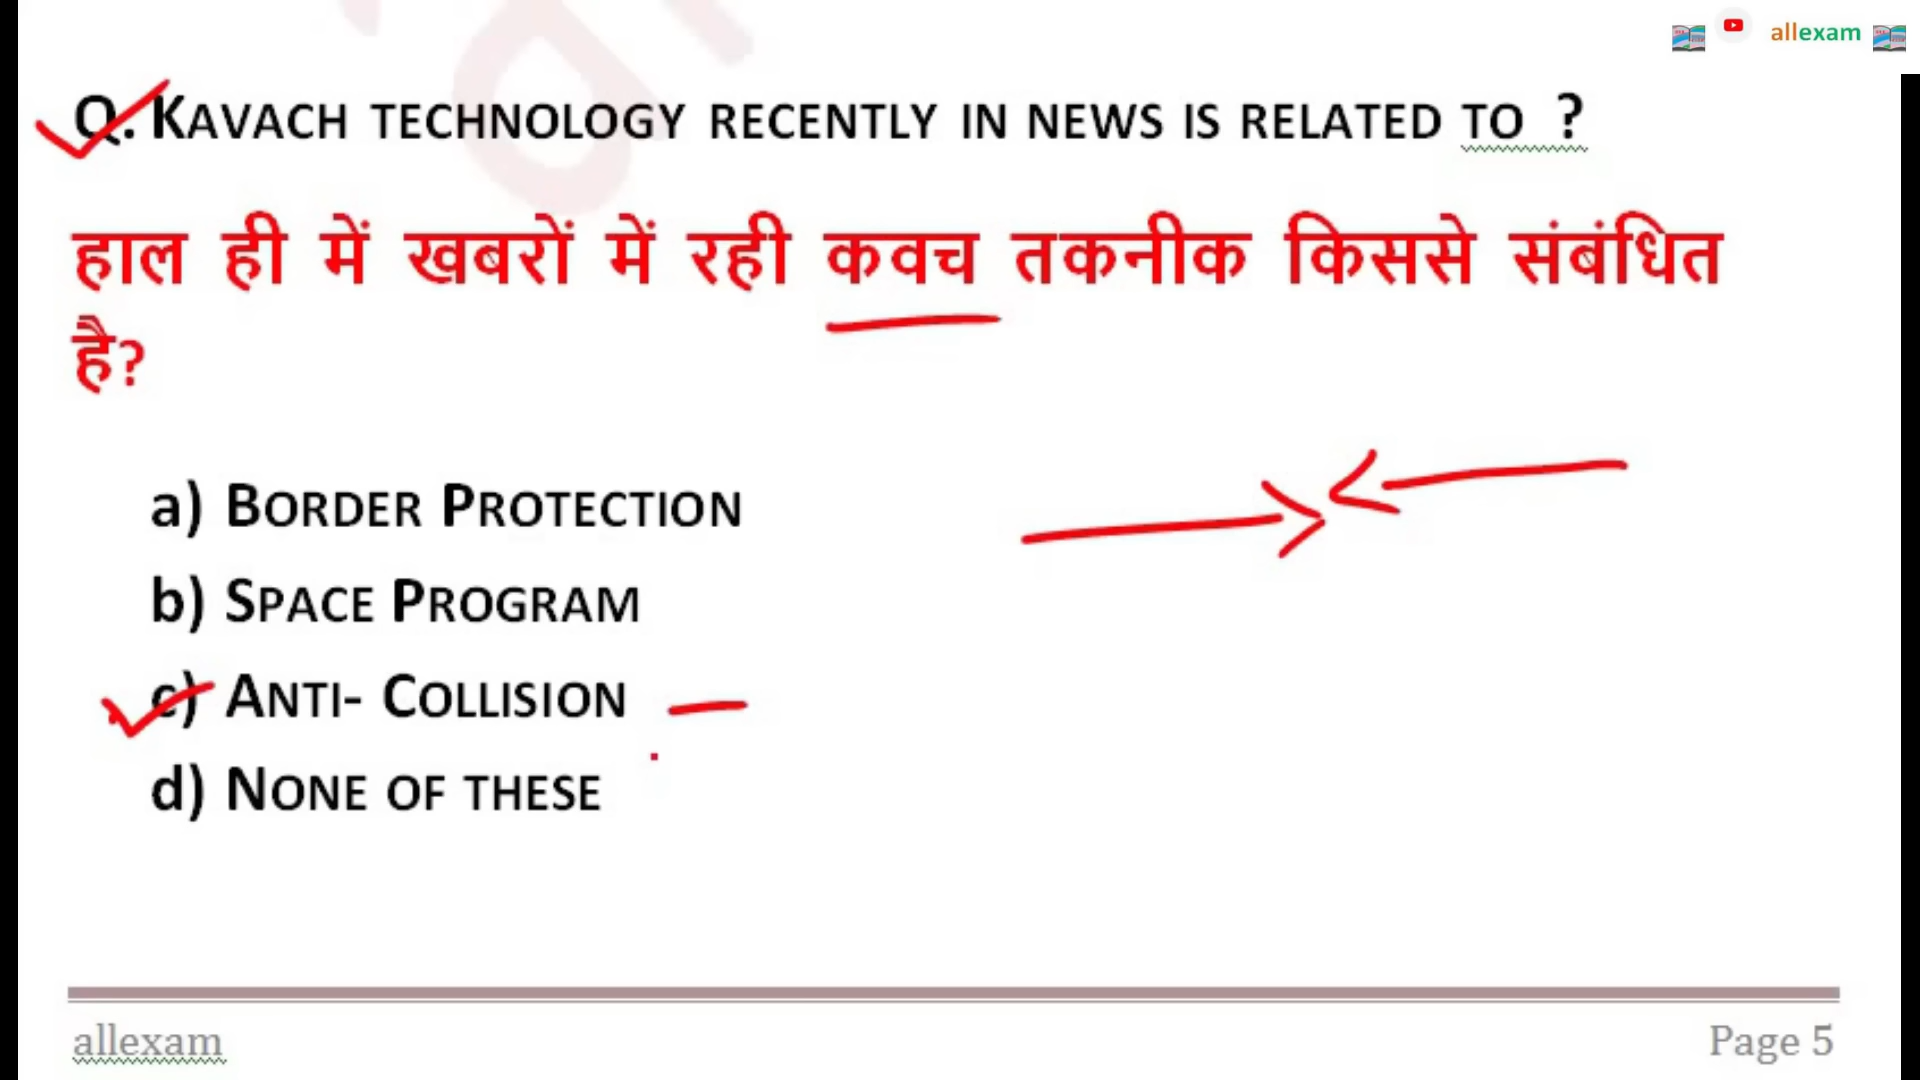 allexam
Q. KAVACH TECHNOLOGY RECENTLY IN NEWS IS RELATED TO ?
हाल ही में खबरों में रही कवच तकनीक किससे संबंधित
है?
a) BORDER PROTECTION
b) SPACE PROGRAM
c) ANTI- COLLISION
d) NONE OF THESE
allexam
Page 5